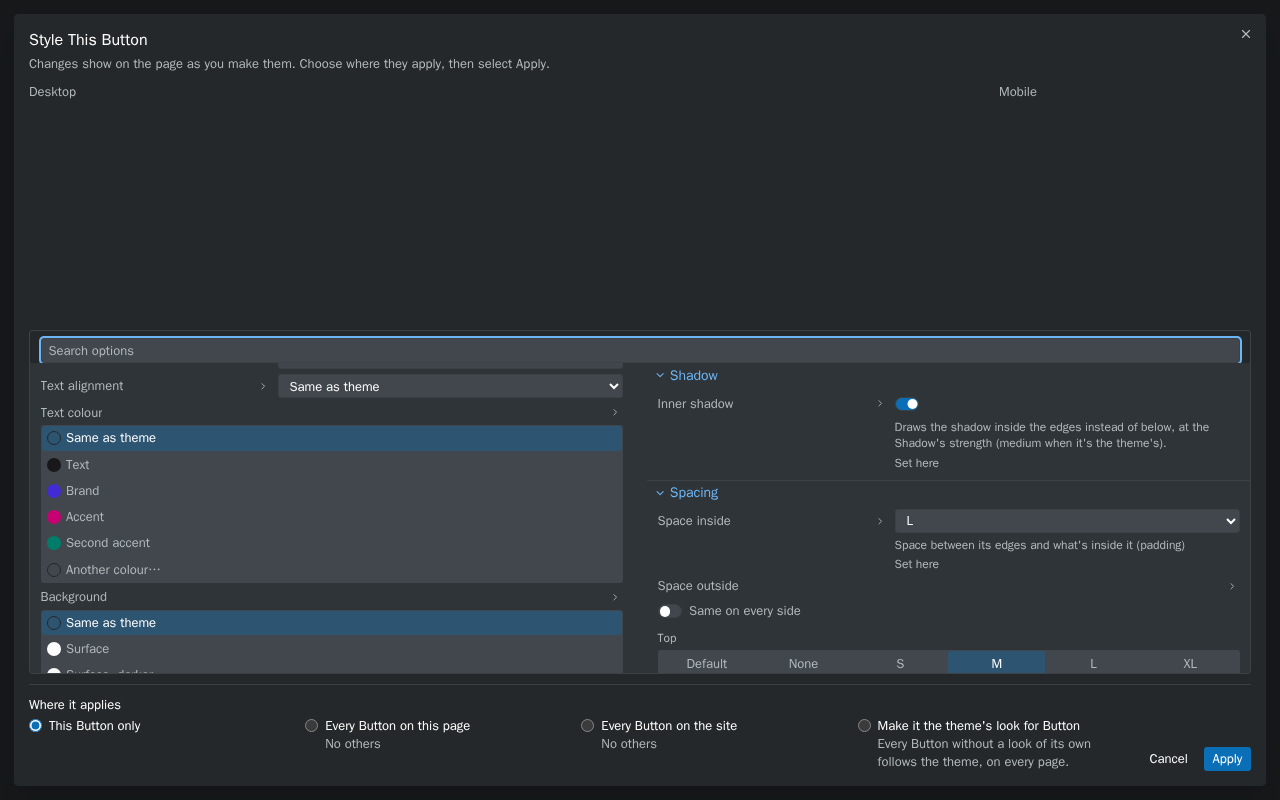 Style This Button
Changes show on the page as you make them. Choose where they apply, then select Apply.
Desktop
Mobile
Search options
Text alignment
Same as theme
Text colour
Same as theme
Text
Brand
Accent
Second accent
Another colour···
Background
Same as theme
Surface
Shadow
Inner shadow
Draws the shadow inside the edges instead of below, at the
Shadow's strength (medium when it's the theme's).
Set here
Spacing
Space inside
L
Space between its edges and what's inside it (padding)
Set here
Space outside
Same on every side
Top
Default None S M L XL
Where it applies
This Button only
Every Button on this page
No others
Every Button on the site
No others
Make it the theme's look for Button
Every Button without a look of its own
follows the theme, on every page.
Cancel
Apply